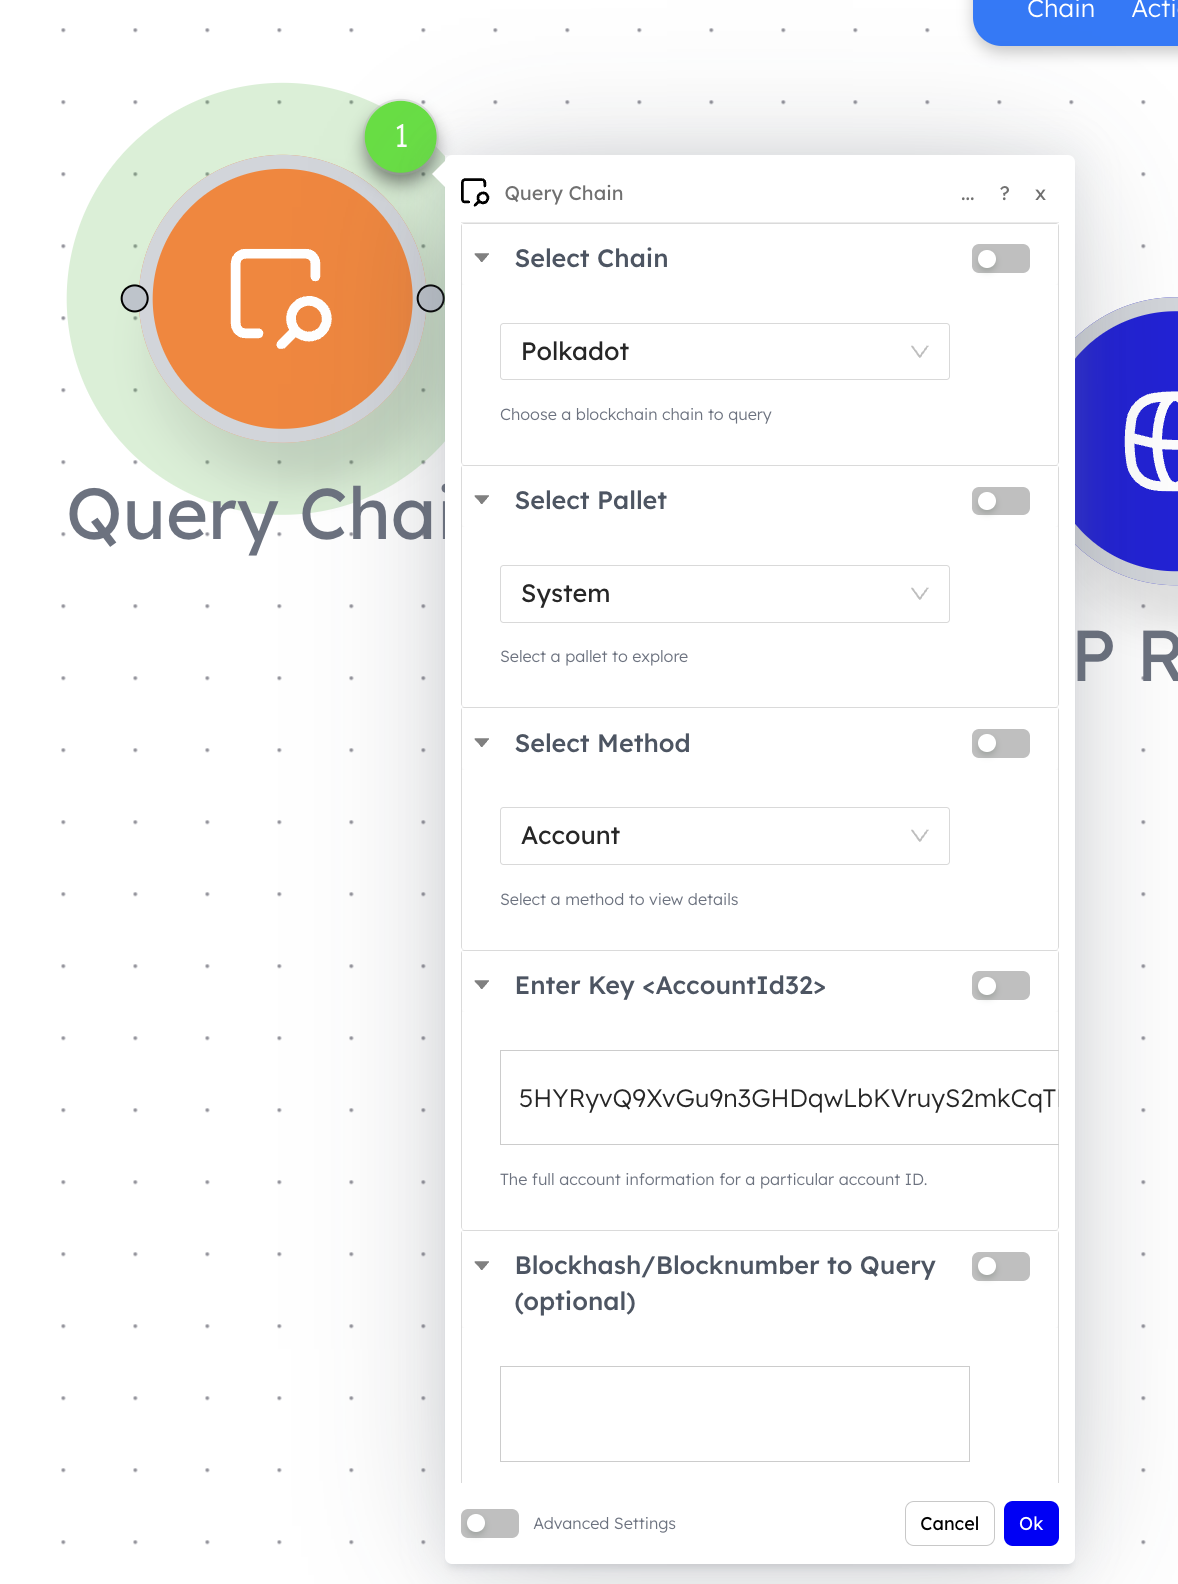 Chain
1
Query Chain
... ? x
Select Chain
Polkadot
Choose a blockchain chain to query
Query
Select Pallet
System
Select a pallet to explore
P
Select Method
Account
Select a method to view details
Enter Key <AccountId32>
5HYRyvQ9XvGu9n3GHDqwLbKVruyS2mkCqT
The full account information for a particular account ID.
Blockhash/Blocknumber to Query
(optional)
Advanced Settings
Cancel
Ok